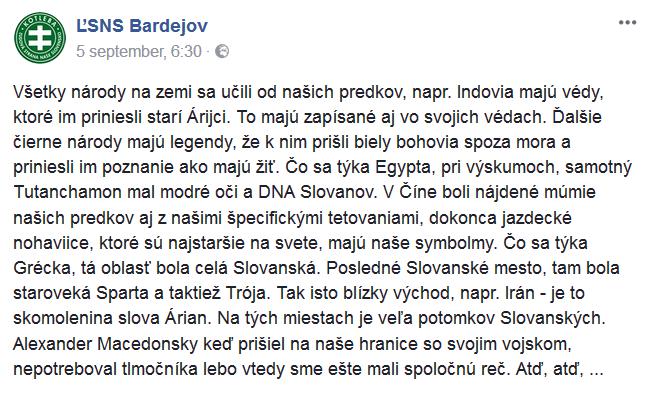 ĽSNS Bardejov
5 september, 6:30 ·
KOTLEBA
Všetky národy na zemi sa učili od našich predkov, napr. Indovia majú védy,
ktoré im priniesli starí Árijci. To majú zapísané aj vo svojich védach. Ďalšie
čierne národy majú legendy, že k nim prišli biely bohovia spoza mora a
priniesli im poznanie ako majú žiť. Čo sa týka Egypta, pri výskumoch, samotný
Tutanchamon mal modré oči a DNA Slovanov. V Číne boli nájdené múmie
našich predkov aj z našimi špecifickými tetovaniami, dokonca jazdecké
nohaviice, ktoré sú najstaršie na svete, majú naše symbolmy. Čo sa týka
Grécka, tá oblasť bola celá Slovanská. Posledné Slovanské mesto, tam bola
staroveká Sparta a taktiež Trója. Tak isto blízky východ, napr. Irán - je to
skomolenina slova Árian. Na tých miestach je veľa potomkov Slovanských.
Alexander Macedonsky keď prišiel na naše hranice so svojim vojskom,
nepotreboval tlmočníka lebo vtedy sme ešte mali spoločnú reč. Atď, atď, ...